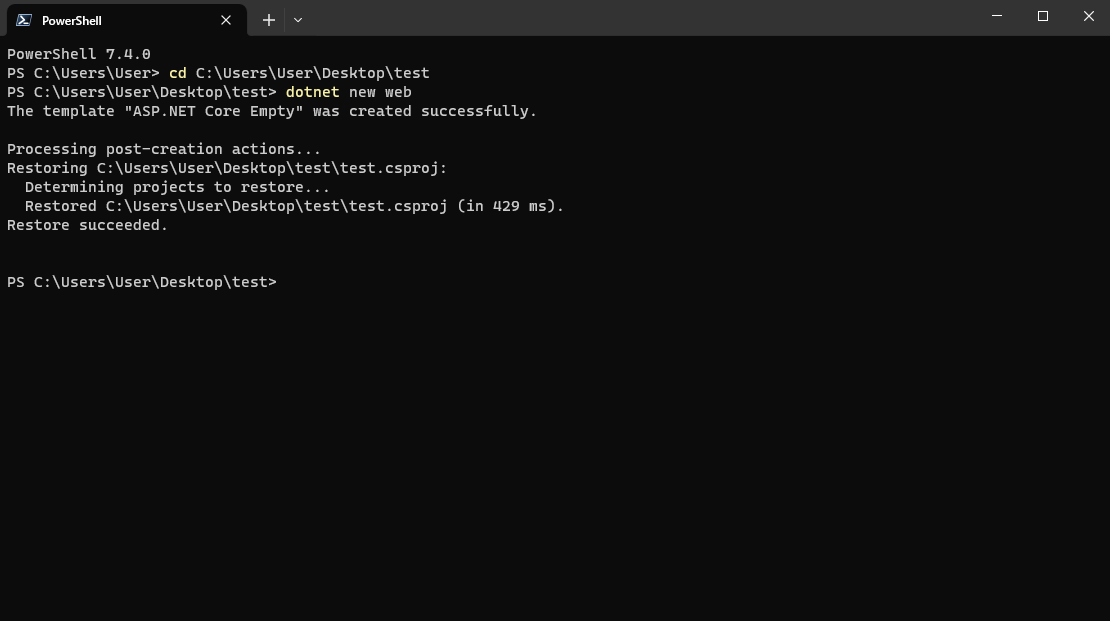 PowerShell
PowerShell 7.4.0
PS C:\Users\User> cd C:\Users\User\Desktop\test
PS C:\Users\User\Desktop\test> dotnet new web
The template "ASP.NET Core Empty" was created successfully.
Processing post-creation actions...
Restoring C:\Users\User\Desktop\test\test.csproj:
  Determining projects to restore...
  Restored C:\Users\User\Desktop\test\test.csproj (in 429 ms).
Restore succeeded.
PS C:\Users\User\Desktop\test>